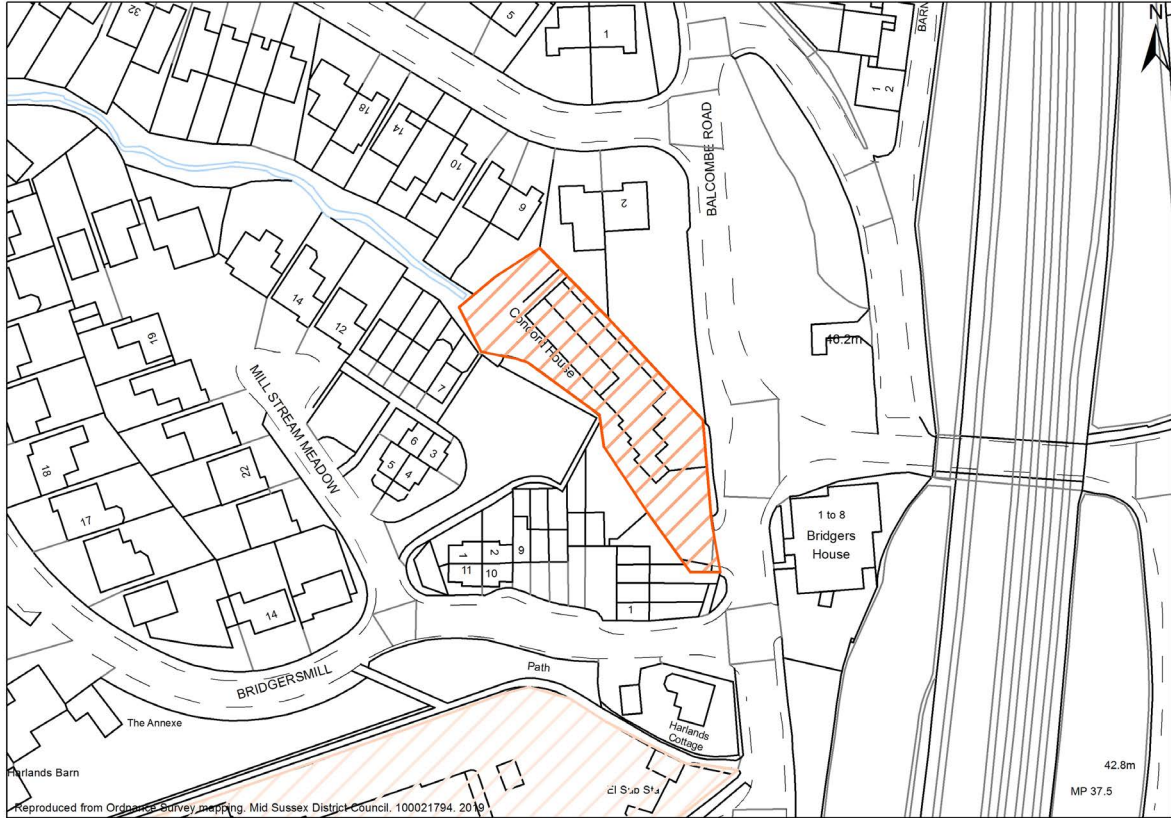 32
5
1
BARN
N
1
2
18
14
10
6
2
BALCOMBE ROAD
14
12
7
19
Concord House
40.2m
MILL STREAM MEADOW
6
3
5
4
18
22
17
1 to 8
Bridgers
House
1
2
9
11
10
1
14
Path
BRIDGERSMILL
The Annexe
Harlands
Cottage
Harlands Barn
El Sub Sta
42.8m
MP 37.5
Reproduced from Ordnance Survey mapping. Mid Sussex District Council. 100021794. 2019